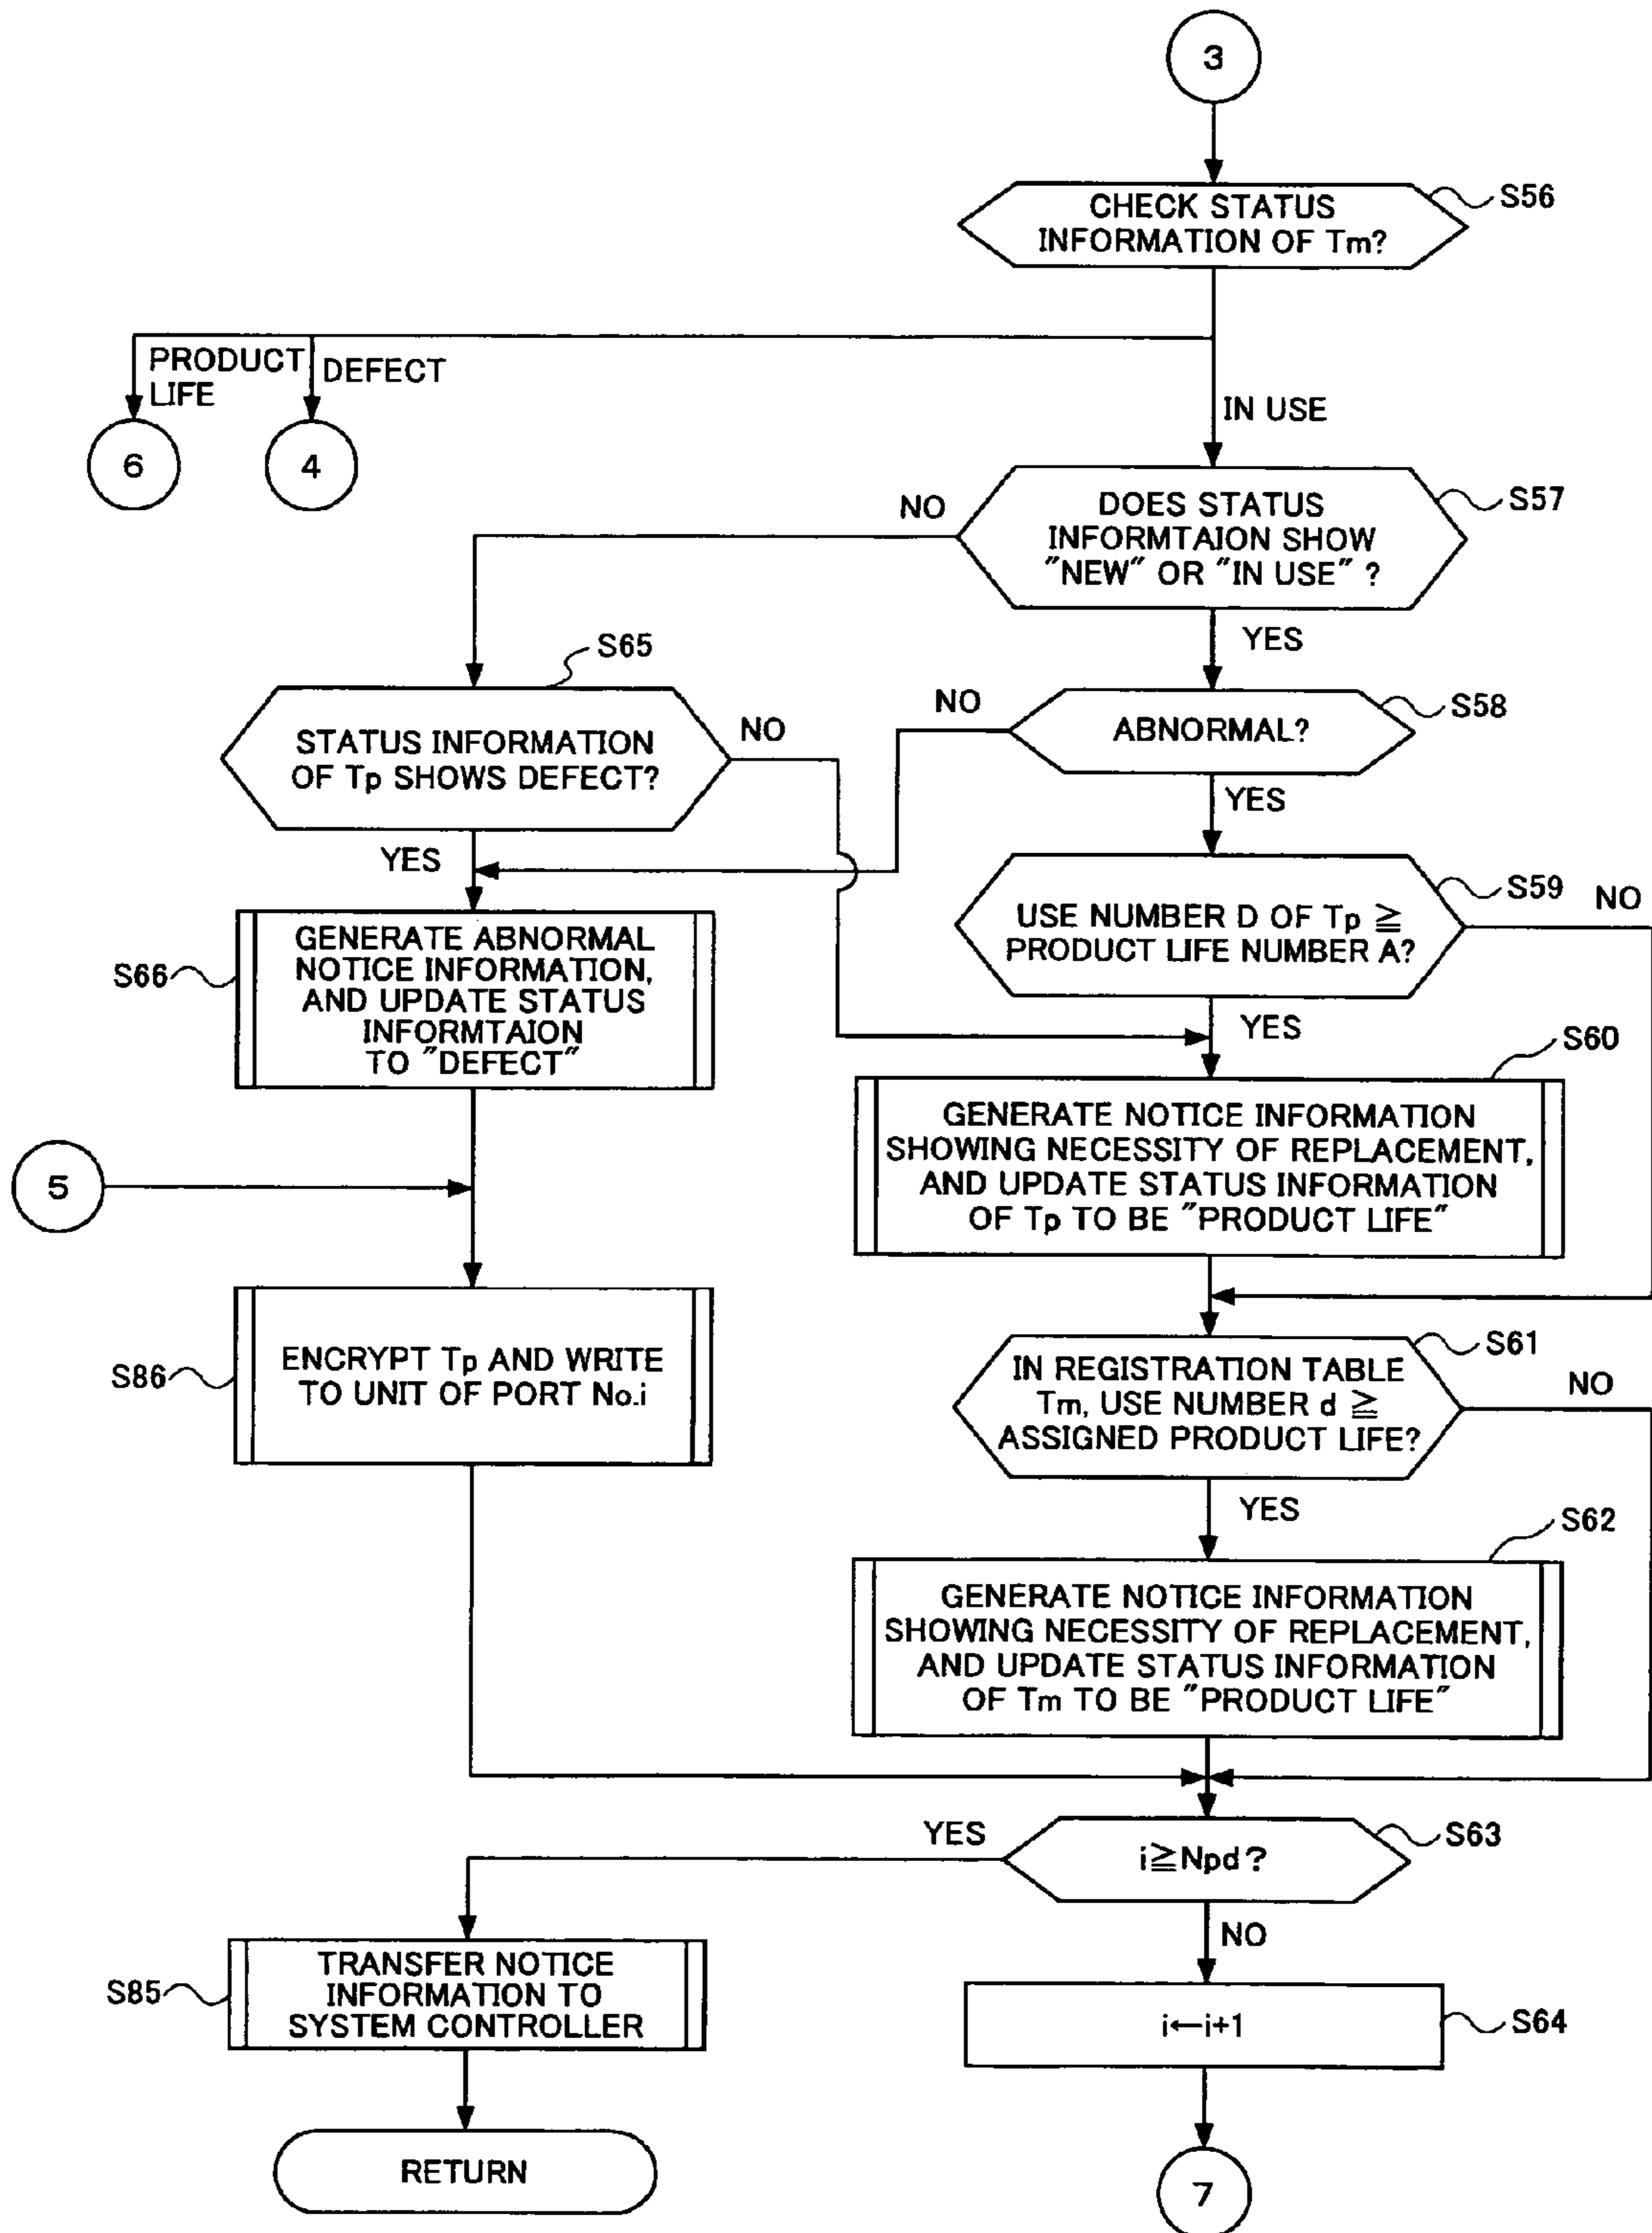 3
CHECK STATUS
INFORMATION OF Tm?
S56
PRODUCT
LIFE
DEFECT
IN USE
6
4
DOES STATUS
INFORMTAION SHOW
"NEW" OR "IN USE" ?
S57
NO
YES
S65
STATUS INFORMATION
OF Tp SHOWS DEFECT?
NO
YES
ABNORMAL?
S58
NO
YES
USE NUMBER D OF Tp ≧
PRODUCT LIFE NUMBER A?
S59
NO
YES
S66
GENERATE ABNORMAL
NOTICE INFORMATION,
AND UPDATE STATUS
INFORMTAION
TO "DEFECT"
S60
GENERATE NOTICE INFORMATION
SHOWING NECESSITY OF REPLACEMENT,
AND UPDATE STATUS INFORMATION
OF Tp TO BE "PRODUCT LIFE"
5
S86
ENCRYPT Tp AND WRITE
TO UNIT OF PORT No.i
S61
IN REGISTRATION TABLE
Tm, USE NUMBER d ≧
ASSIGNED PRODUCT LIFE?
NO
YES
S62
GENERATE NOTICE INFORMATION
SHOWING NECESSITY OF REPLACEMENT,
AND UPDATE STATUS INFORMATION
OF Tm TO BE "PRODUCT LIFE"
YES
i≧Npd?
S63
NO
S85
TRANSFER NOTICE
INFORMATION TO
SYSTEM CONTROLLER
i←i+1
S64
RETURN
7